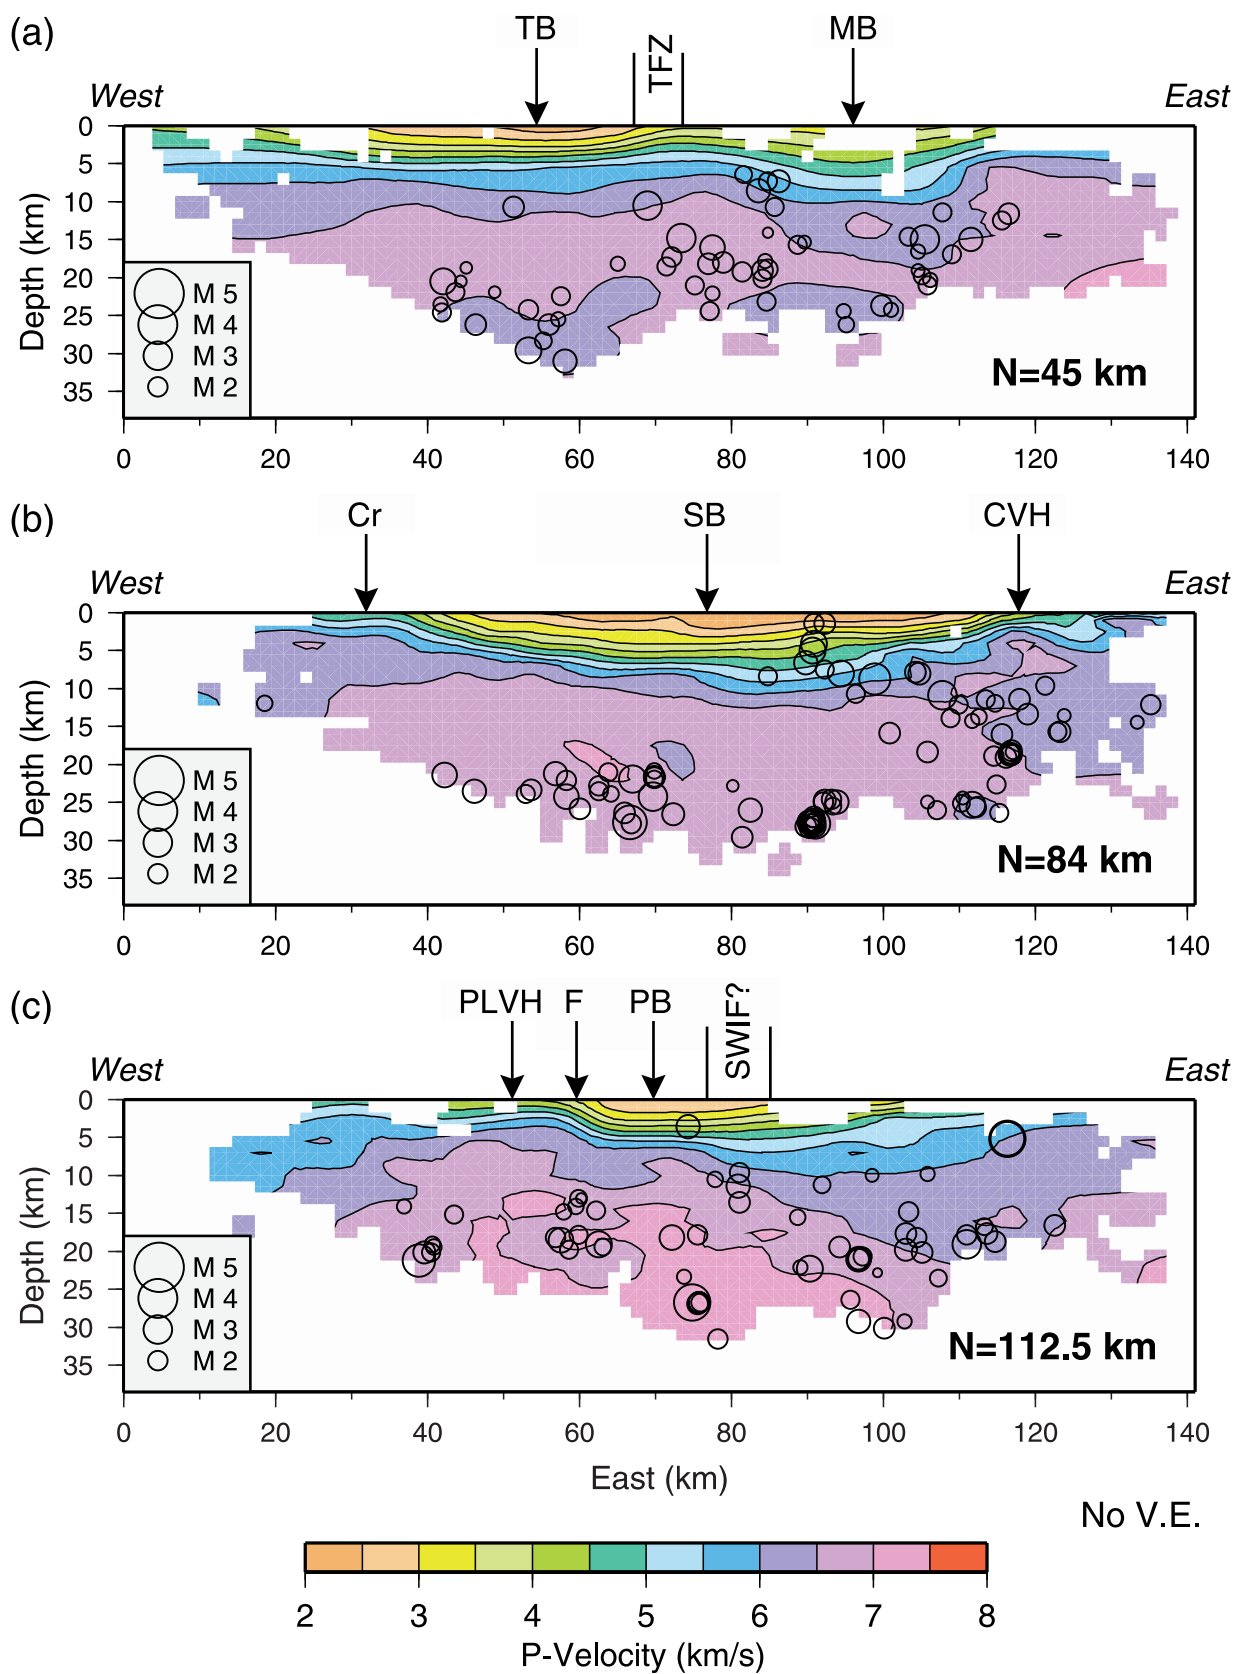 (a)
TB
TFZ
MB
West
East
0
5
10
15
20
25
30
35
Depth (km)
M 5
M 4
M 3
M 2
N=45 km
0 20 40 60 80 100 120 140
(b)
Cr
SB
CVH
West
East
0
5
10
15
20
25
30
35
Depth (km)
M 5
M 4
M 3
M 2
N=84 km
0 20 40 60 80 100 120 140
(c)
PLVH
F
PB
SWIF?
West
East
0
5
10
15
20
25
30
35
Depth (km)
M 5
M 4
M 3
M 2
N=112.5 km
0 20 40 60 80 100 120 140
East (km)
No V.E.
2 3 4 5 6 7 8
P-Velocity (km/s)